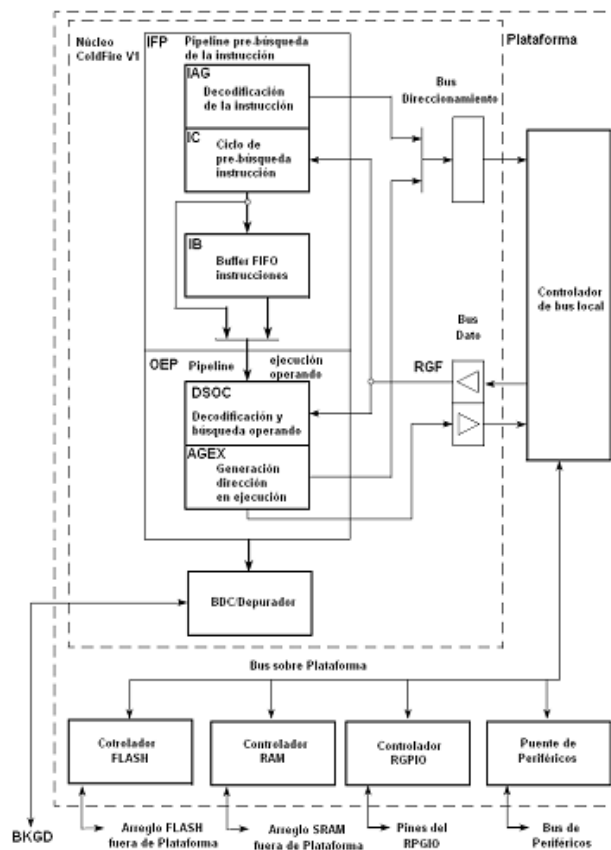 Núcleo
ColdFire V1
IFP
Pipeline pre-búsqueda
de la instrucción
Plataforma
IAG
Decodificación
de la instrucción
Bus
Direccionamiento
IC
Ciclo de
pre.búsqueda
instrucción
IB
Buffer FIFO
instrucciones
Controlador
de bus local
Bus
Dato
OEP
Pipeline
ejecución
operando
RGF
DSOC
Decodificación y
búsqueda operando
AGEX
Generación
dirección
en ejecución
BDC/Depurador
Bus sobre Plataforma
Cotrolador
FLASH
Controlador
RAM
Controlador
RGPIO
Puente de
Periféricos
BKGD
Arreglo FLASH
fuera de Plataforma
Arreglo SRAM
fuera de Plataforma
Pines del
RPGIO
Bus de
Periféricos